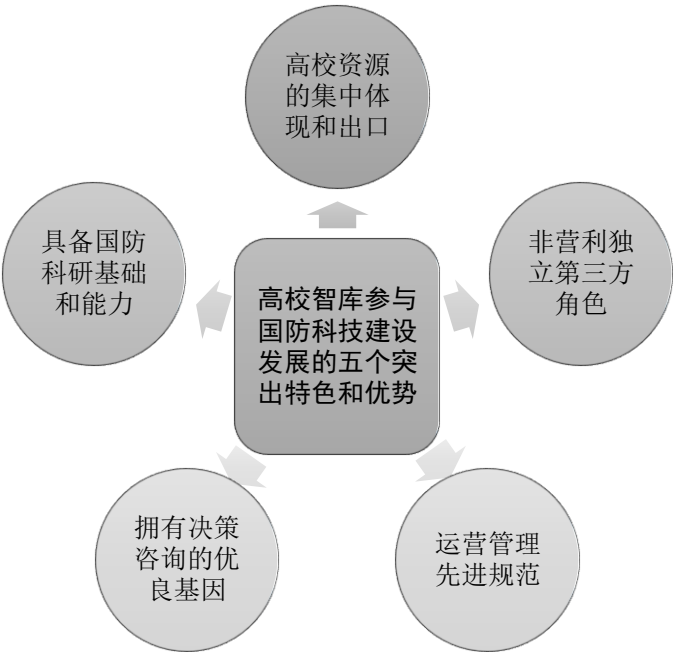 高校资源
的集中体
现和出口
具备国防
科研基础
和能力
非营利独
立第三方
角色
高校智库参与
国防科技建设
发展的五个突
出特色和优势
拥有决策
咨询的优
良基因
运营管理
先进规范